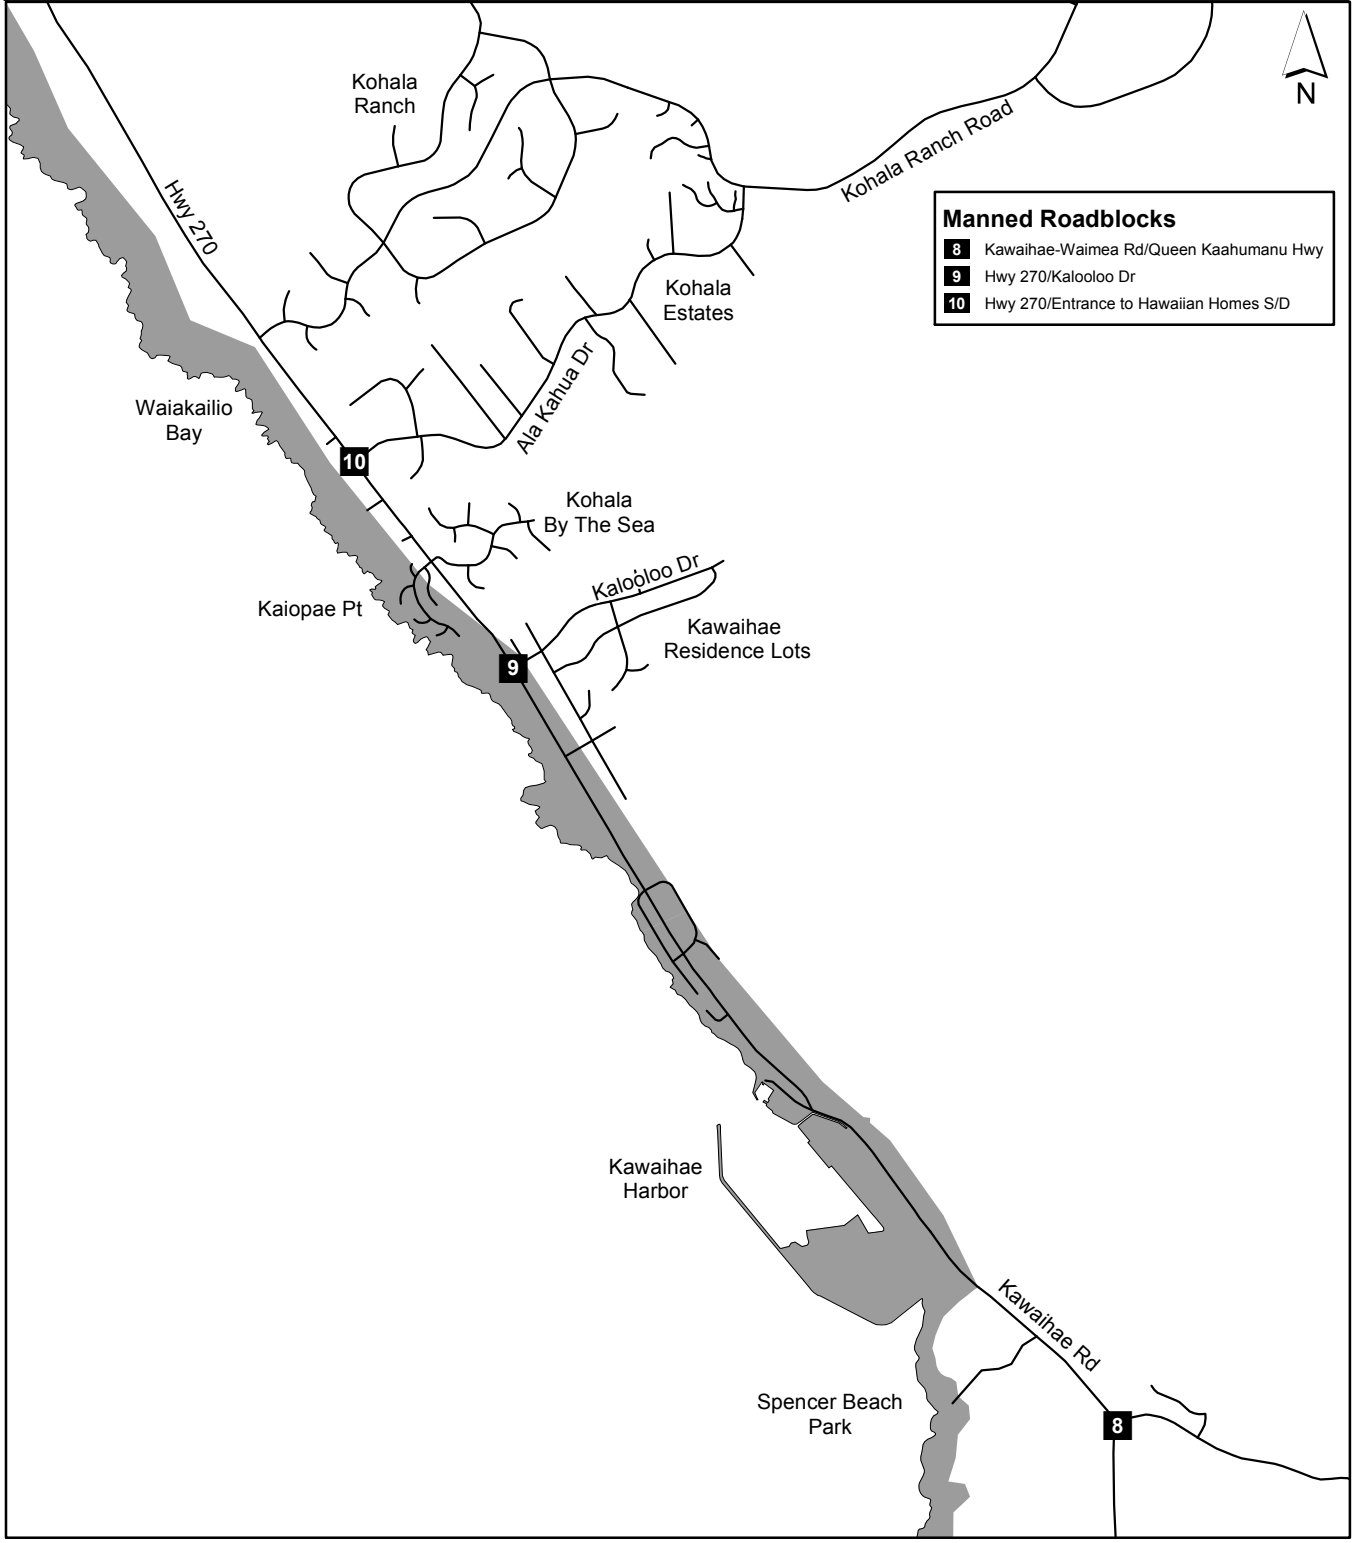 Kohala
Ranch
N
Hwy 270
Kohala Ranch Road
Manned Roadblocks
8 Kawaihae-Waimea Rd/Queen Kaahumanu Hwy
9 Hwy 270/Kalooloo Dr
10 Hwy 270/Entrance to Hawaiian Homes S/D
Kohala
Estates
Ala Kahua Dr
Waiakailio
Bay
10
Kohala
By The Sea
Kalooloo Dr
Kaiopae Pt
Kawaihae
Residence Lots
9
Kawaihae
Harbor
Kawaihae Rd
Spencer Beach
Park
8